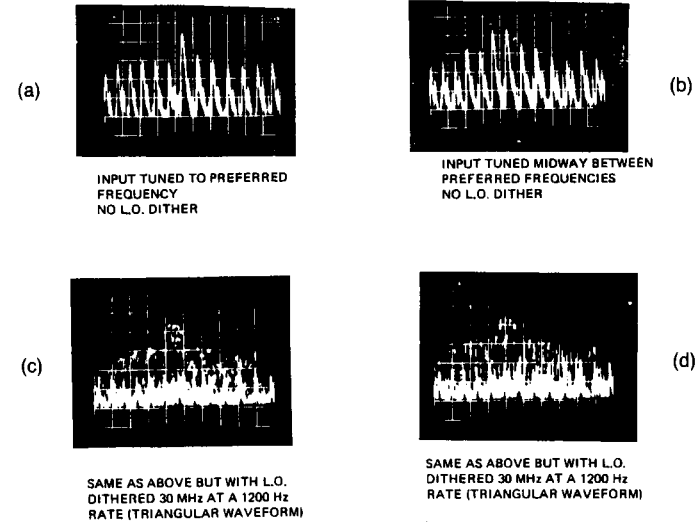 (a)
INPUT TUNED TO PREFERRED
FREQUENCY
NO L.O. DITHER
(b)
INPUT TUNED MIDWAY BETWEEN
PREFERRED FREQUENCIES
NO L.O. DITHER
(c)
SAME AS ABOVE BUT WITH L.O.
DITHERED 30 MHz AT A 1200 Hz
RATE (TRIANGULAR WAVEFORM)
(d)
SAME AS ABOVE BUT WITH L.O.
DITHERED 30 MHz AT A 1200 Hz
RATE (TRIANGULAR WAVEFORM)